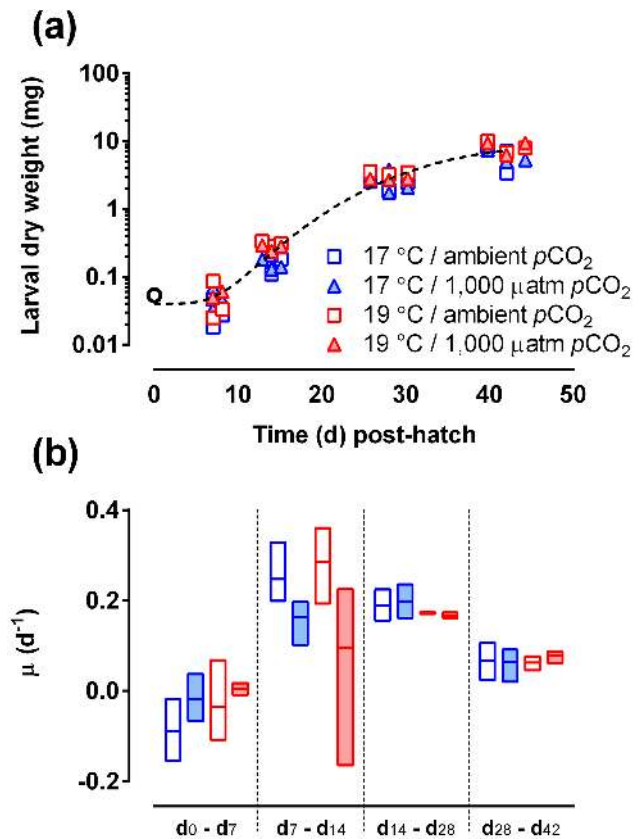 (a)
Larval dry weight (mg)
100
10
1
0.1
0.01
17 °C / ambient pCO₂
17 °C / 1,000 µatm pCO₂
19 °C / ambient pCO₂
19 °C / 1,000 µatm pCO₂
0 10 20 30 40 50
Time (d) post-hatch
(b)
µ (d⁻¹)
0.4
0.2
0.0
-0.2
d₀ - d₇ d₇ - d₁₄ d₁₄ - d₂₈ d₂₈ - d₄₂